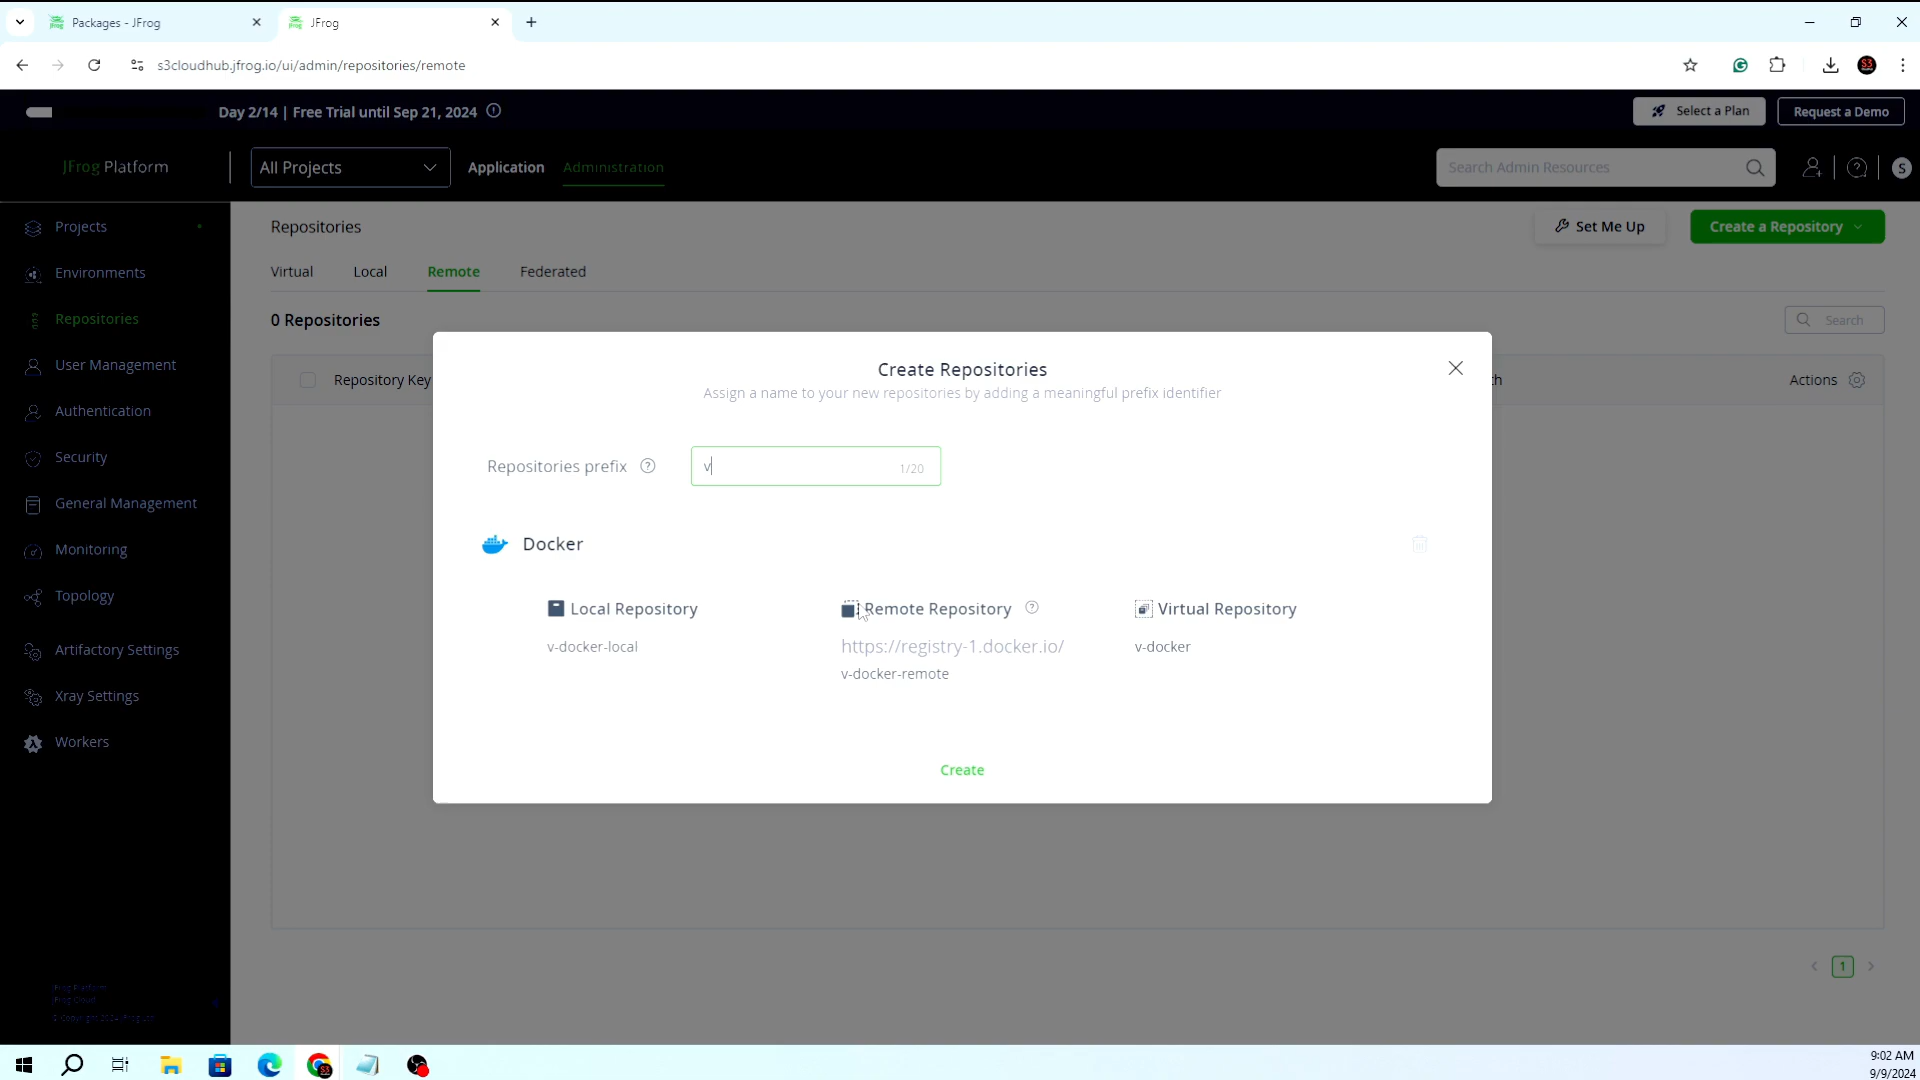 Packages - JFrog
JFrog
s3cloudhub.jfrog.io/ui/admin/repositories/remote
Day 2/14 | Free Trial until Sep 21, 2024
Select a Plan
Request a Demo
JFrog Platform
All Projects
Application
Administration
Search Admin Resources
S
Projects
Environments
Repositories
User Management
Authentication
Security
General Management
Monitoring
Topology
Artifactory Settings
Xray Settings
Workers
JFrog Platform
JFrog Cloud
Repositories
Set Me Up
Create a Repository
Virtual
Local
Remote
Federated
0 Repositories
Search
Repository Key
Actions
Create Repositories
Assign a name to your new repositories by adding a meaningful prefix identifier
Repositories prefix
v
1/20
Docker
Local Repository
v-docker-local
Remote Repository
https://registry-1.docker.io/
v-docker-remote
Virtual Repository
v-docker
Create
1
9:02 AM
9/9/2024